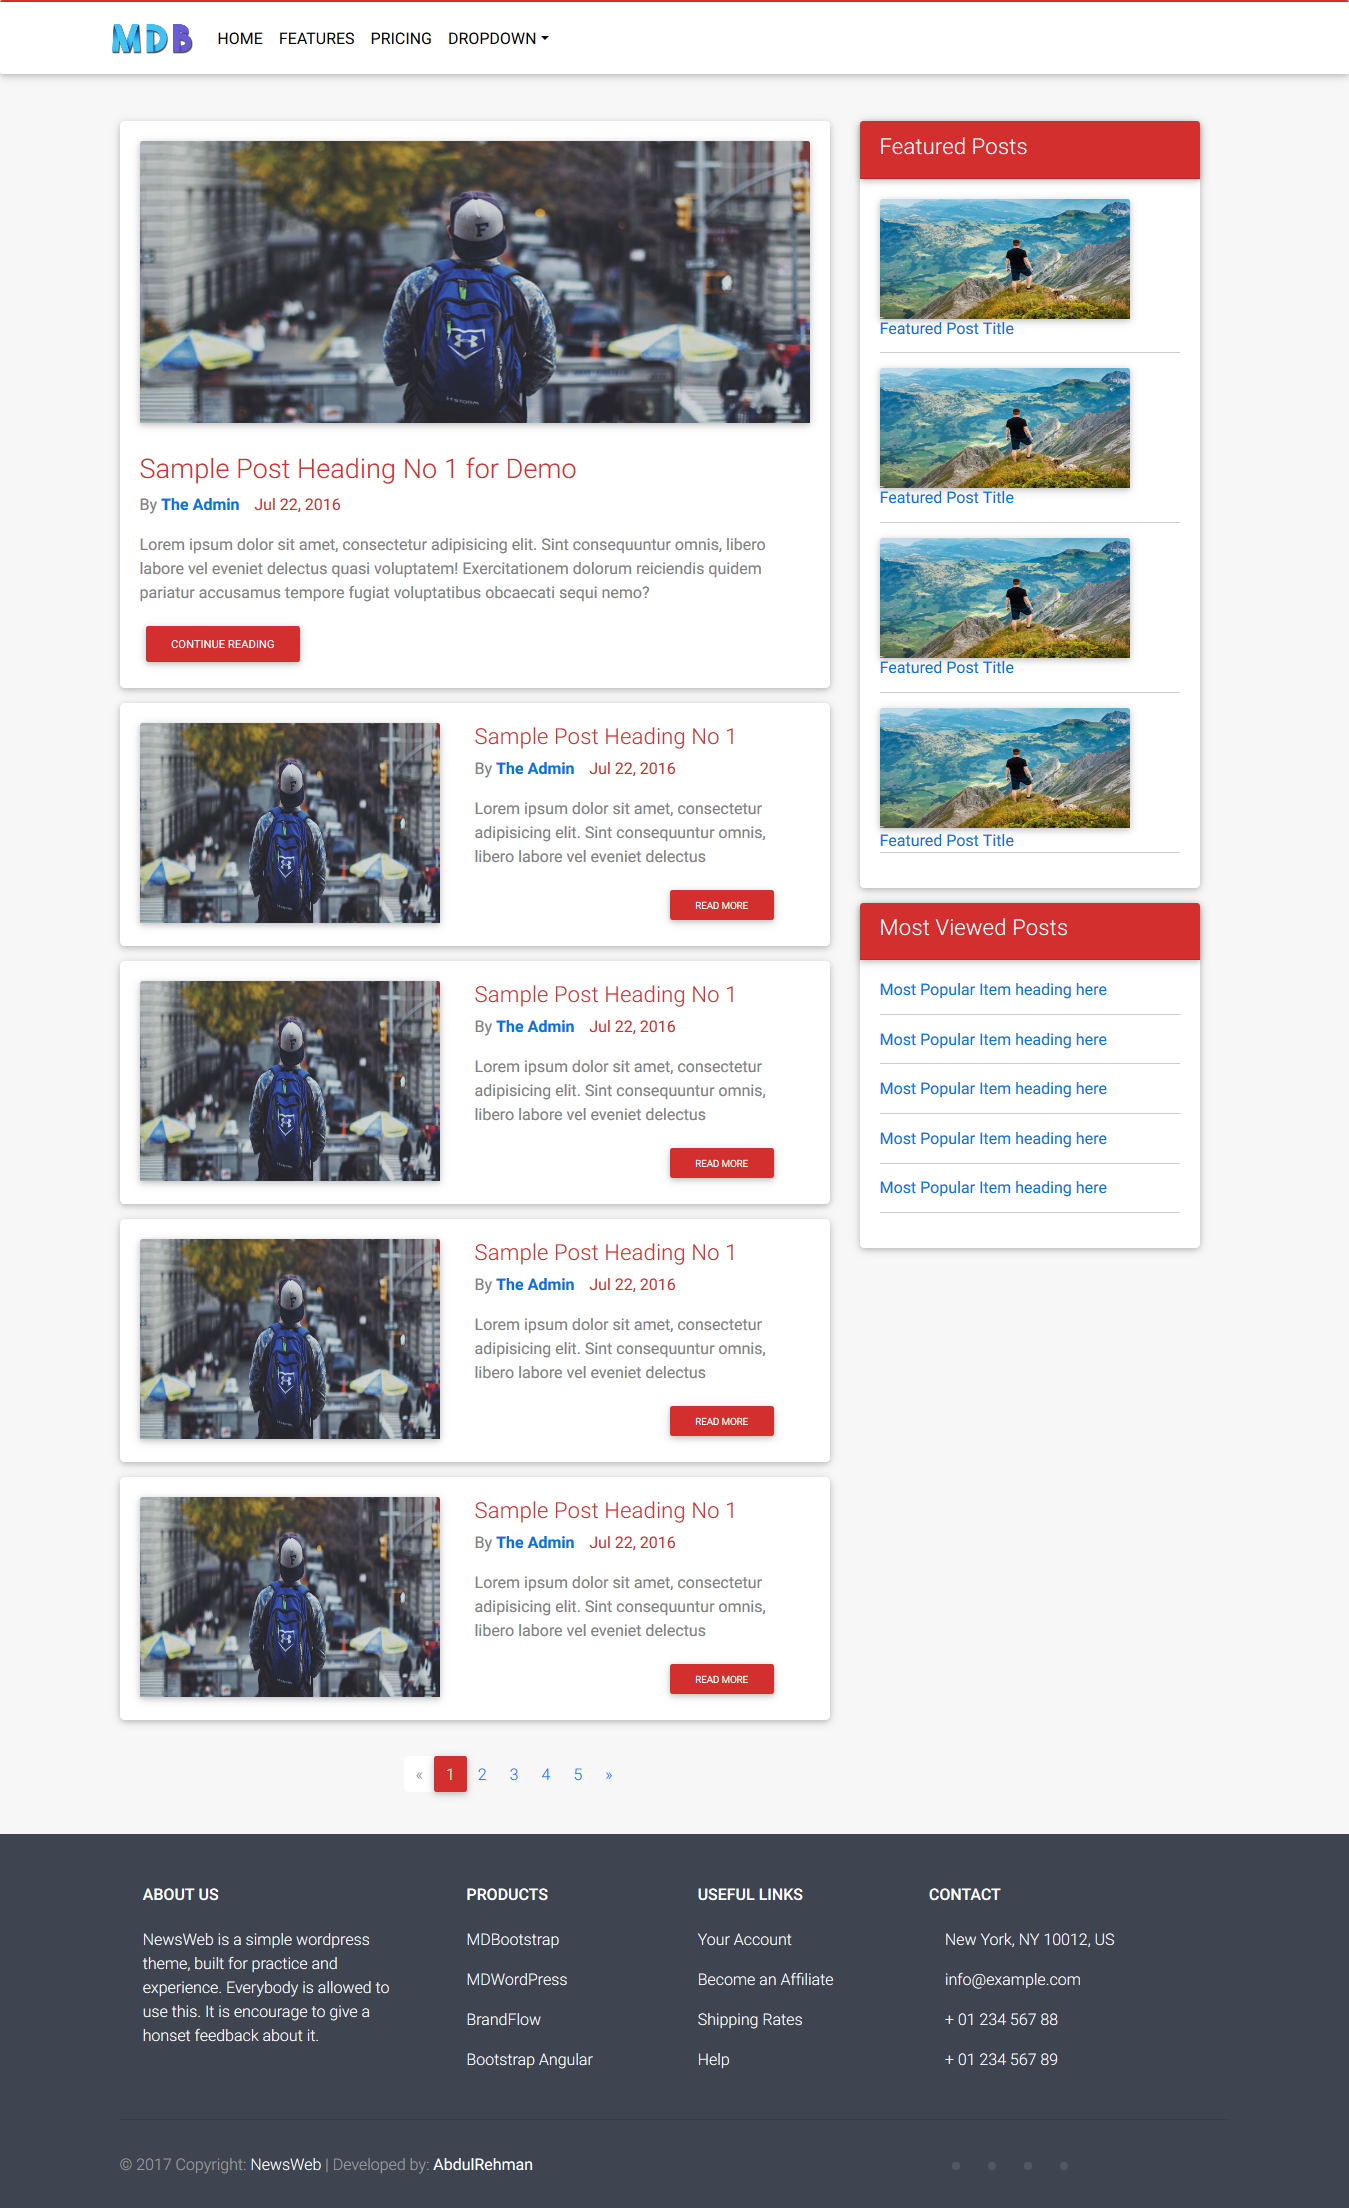 MDB HOME FEATURES PRICING DROPDOWN
F
Sample Post Heading No 1 for Demo
By The Admin Jul 22, 2016
Lorem ipsum dolor sit amet, consectetur adipisicing elit. Sint consequuntur omnis, libero
labore vel eveniet delectus quasi voluptatem! Exercitationem dolorum reiciendis quidem
pariatur accusamus tempore fugiat voluptatibus obcaecati sequi nemo?
CONTINUE READING
F
Sample Post Heading No 1
By The Admin Jul 22, 2016
Lorem ipsum dolor sit amet, consectetur
adipisicing elit. Sint consequuntur omnis,
libero labore vel eveniet delectus
READ MORE
F
Sample Post Heading No 1
By The Admin Jul 22, 2016
Lorem ipsum dolor sit amet, consectetur
adipisicing elit. Sint consequuntur omnis,
libero labore vel eveniet delectus
READ MORE
F
Sample Post Heading No 1
By The Admin Jul 22, 2016
Lorem ipsum dolor sit amet, consectetur
adipisicing elit. Sint consequuntur omnis,
libero labore vel eveniet delectus
READ MORE
F
Sample Post Heading No 1
By The Admin Jul 22, 2016
Lorem ipsum dolor sit amet, consectetur
adipisicing elit. Sint consequuntur omnis,
libero labore vel eveniet delectus
READ MORE
« 1 2 3 4 5 »
Featured Posts
Featured Post Title
Featured Post Title
Featured Post Title
Featured Post Title
Most Viewed Posts
Most Popular Item heading here
Most Popular Item heading here
Most Popular Item heading here
Most Popular Item heading here
Most Popular Item heading here
ABOUT US
NewsWeb is a simple wordpress
theme, built for practice and
experience. Everybody is allowed to
use this. It is encourage to give a
honset feedback about it.
PRODUCTS
MDBootstrap
MDWordPress
BrandFlow
Bootstrap Angular
USEFUL LINKS
Your Account
Become an Affiliate
Shipping Rates
Help
CONTACT
New York, NY 10012, US
info@example.com
+ 01 234 567 88
+ 01 234 567 89
© 2017 Copyright: NewsWeb | Developed by: AbdulRehman